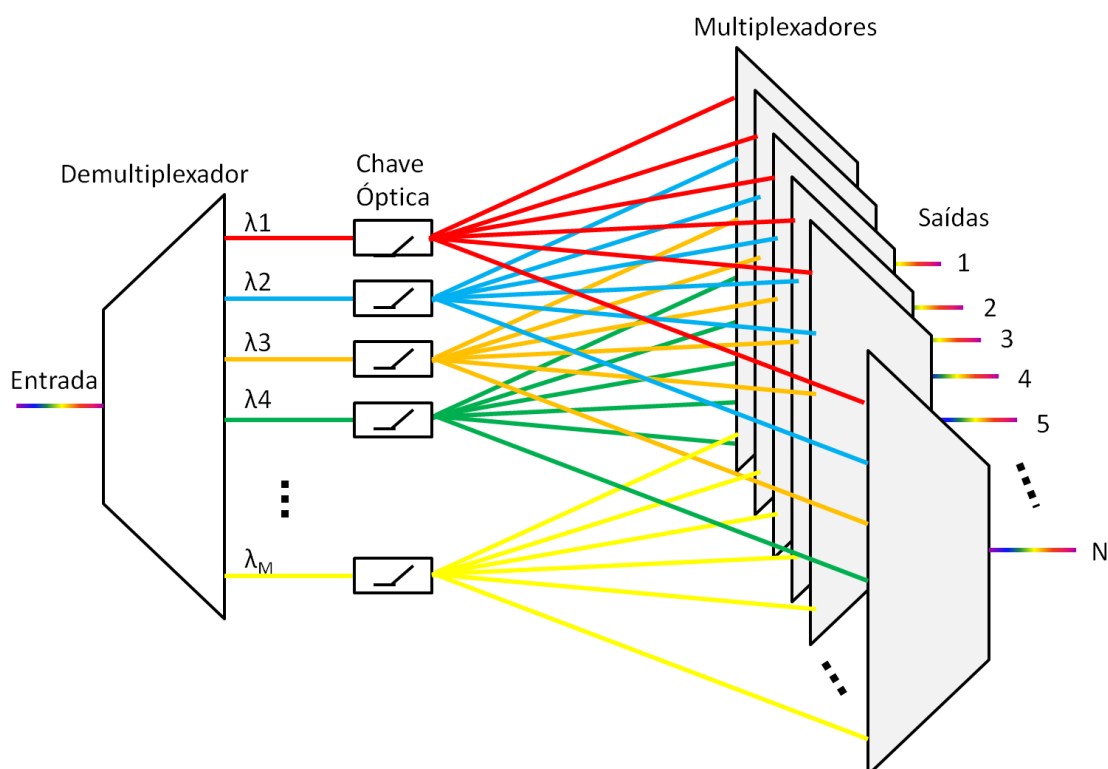 Multiplexadores
Demultiplexador
Chave
Óptica
Saídas
λ1
λ2
λ3
λ4
λM
Entrada
1
2
3
4
5
N